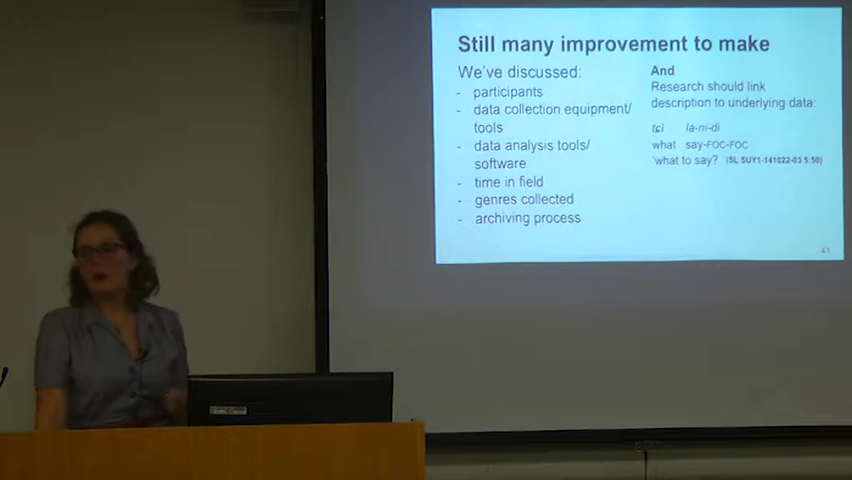 Still many improvement to make
We've discussed:
- participants
- data collection equipment/
tools
- data analysis tools/
software
- time in field
- genres collected
- archiving process
And
Research should link
description to underlying data:
tɕi la-ni-di
what say-FOC-FOC
'what to say? (SL SUY1-141022-03 5:50)
41